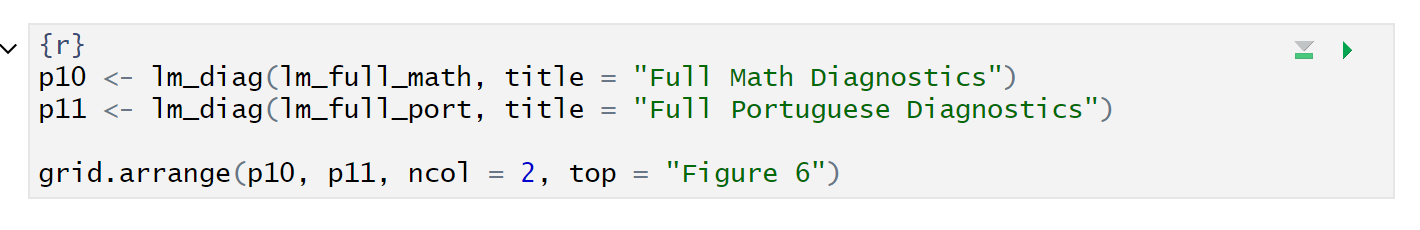 {r}
p10 <- lm_diag(lm_full_math, title = "Full Math Diagnostics")
p11 <- lm_diag(lm_full_port, title = "Full Portuguese Diagnostics")
grid.arrange(p10, p11, ncol = 2, top = "Figure 6")